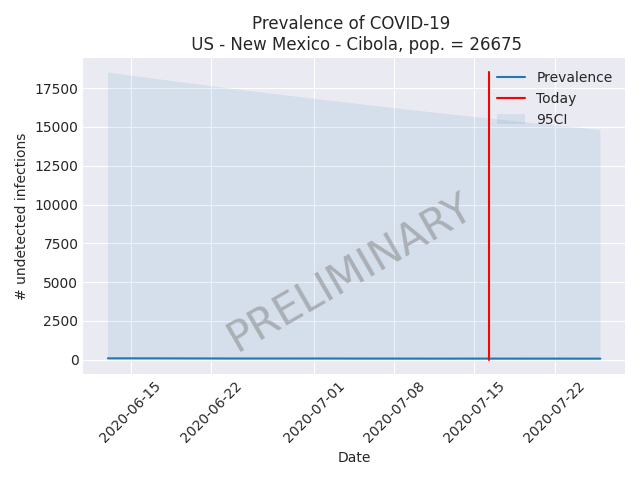 Prevalence of COVID-19
US - New Mexico - Cibola, pop. = 26675
Prevalence
Today
95CI
17500
15000
12500
10000
7500
5000
2500
0
# undetected infections
PRELIMINARY
2020-06-15
2020-06-22
2020-07-01
2020-07-08
2020-07-15
2020-07-22
Date